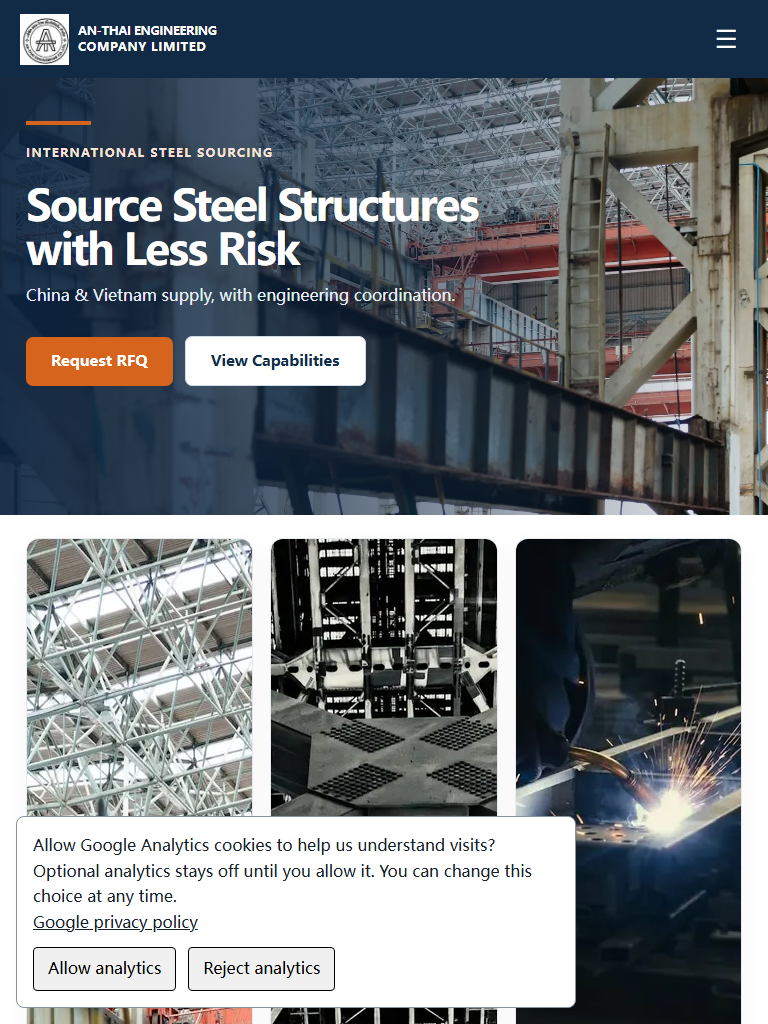 AN-THAI ENGINEERING
COMPANY LIMITED
☰
INTERNATIONAL STEEL SOURCING
Source Steel Structures
with Less Risk
China & Vietnam supply, with engineering coordination.
Request RFQ
View Capabilities
Allow Google Analytics cookies to help us understand visits?
Optional analytics stays off until you allow it. You can change this
choice at any time.
Google privacy policy
Allow analytics
Reject analytics